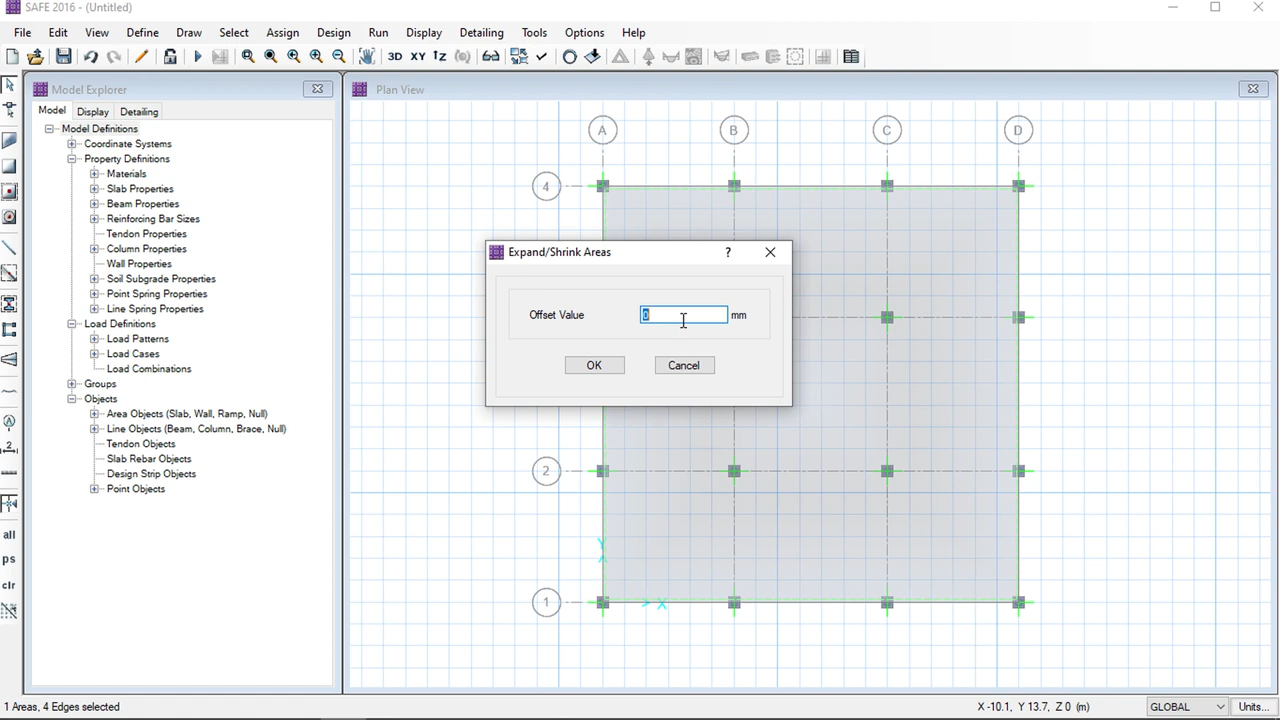 SAFE 2016 - (Untitled)
File Edit View Define Draw Select Assign Design Run Display Detailing Tools Options Help
3D XY
Model Explorer
Model Display Detailing
Model Definitions
Coordinate Systems
Property Definitions
Materials
Slab Properties
Beam Properties
Reinforcing Bar Sizes
Tendon Properties
Column Properties
Wall Properties
Soil Subgrade Properties
Point Spring Properties
Line Spring Properties
Load Definitions
Load Patterns
Load Cases
Load Combinations
Groups
Objects
Area Objects (Slab, Wall, Ramp, Null)
Line Objects (Beam, Column, Brace, Null)
Tendon Objects
Slab Rebar Objects
Design Strip Objects
Point Objects
all
ps
clr
Plan View
A B C D
4
2
1
Y
X
Expand/Shrink Areas ?
Offset Value 0 mm
OK Cancel
1 Areas, 4 Edges selected
X -10.1, Y 13.7, Z 0 (m) GLOBAL Units...